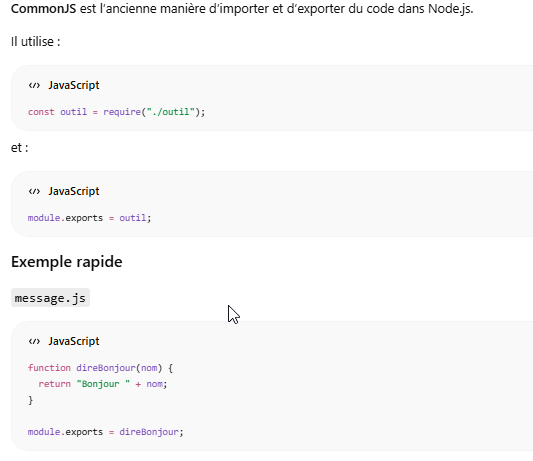 CommonJS est l’ancienne manière d’importer et d’exporter du code dans Node.js.
Il utilise :
</> JavaScript
const outil = require("./outil");
et :
</> JavaScript
module.exports = outil;
Exemple rapide
message.js
</> JavaScript
function direBonjour(nom) {
  return "Bonjour " + nom;
}
module.exports = direBonjour;